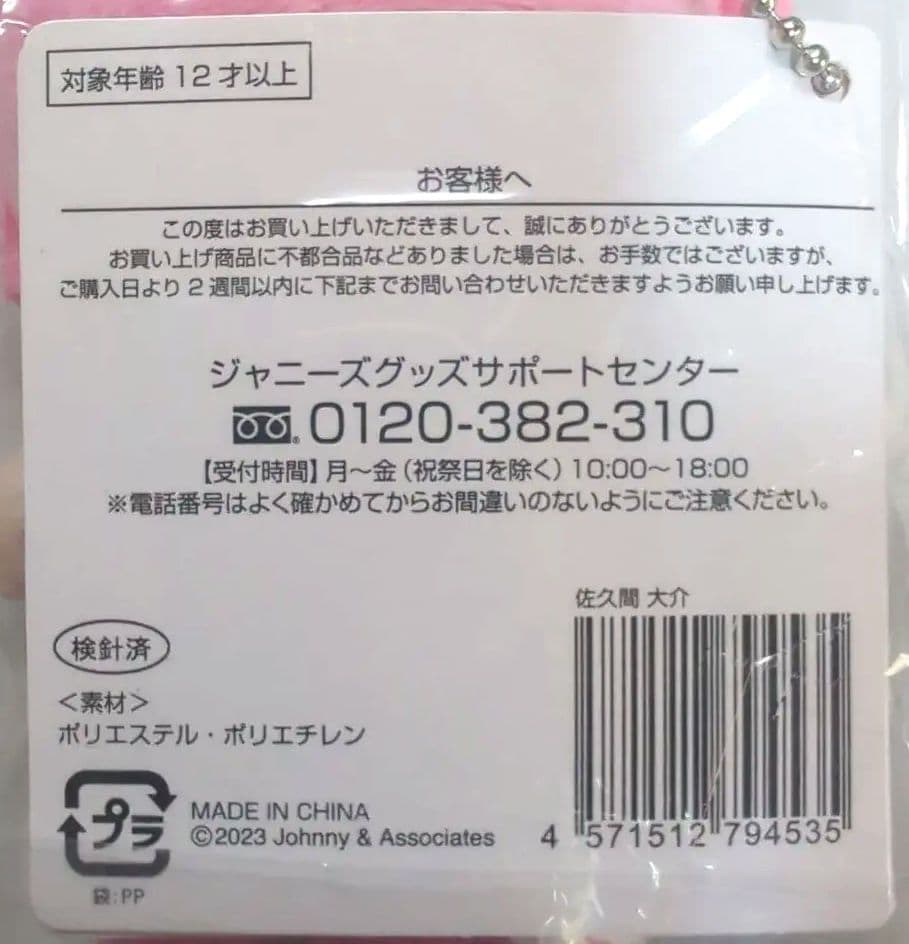 対象年齢 12才以上
お客様へ
この度はお買い上げいただきまして、誠にありがとうございます。
お買い上げ商品に不都合品などありました場合は、お手数ではございますが、
ご購入日より2週間以内に下記までお問い合わせいただきますようお願い申し上げます。
ジャニーズグッズサポートセンター
0120-382-310
【受付時間】月～金（祝祭日を除く）10:00～18:00
※電話番号はよく確かめてからお間違いのないようにご注意ください。
佐久間 大介
検針済
＜素材＞
ポリエステル・ポリエチレン
プラ
MADE IN CHINA
©2023 Johnny & Associates
4 571512 794535
袋:PP